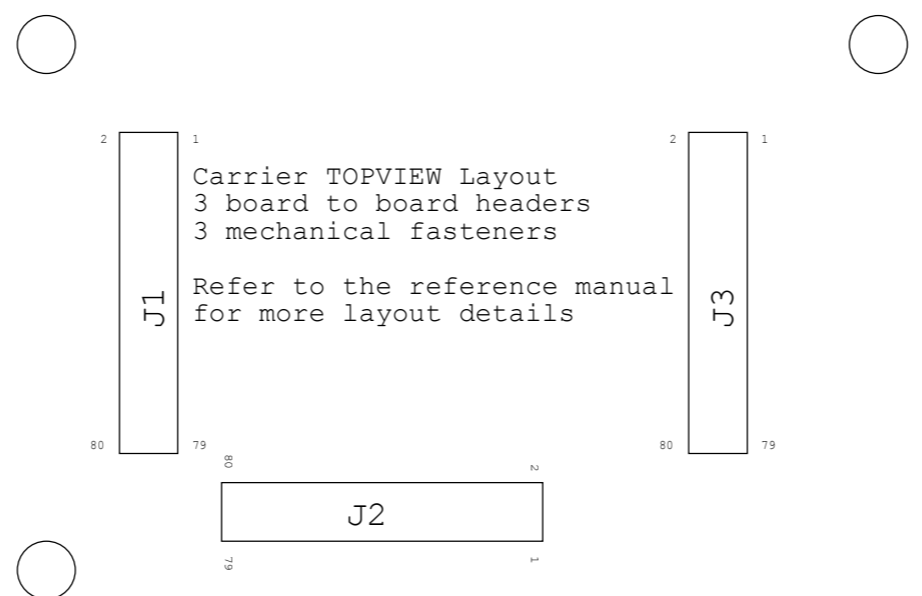 2
1
2
1
Carrier TOPVIEW Layout
3 board to board headers
3 mechanical fasteners
Refer to the reference manual
for more layout details
J1
J3
80
79
80
79
80
2
J2
79
1